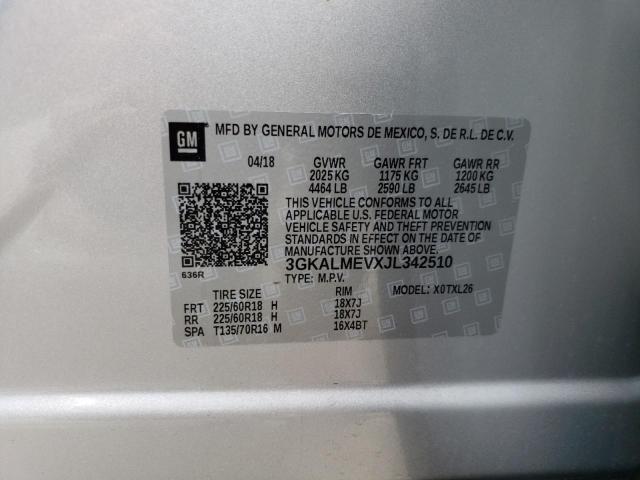 GM MFD BY GENERAL MOTORS DE MEXICO, S. DE R.L. DE C.V.
04/18 GVWR GAWR FRT GAWR RR
2025 KG 1175 KG 1200 KG
4464 LB 2590 LB 2645 LB
THIS VEHICLE CONFORMS TO ALL
APPLICABLE U.S. FEDERAL MOTOR
VEHICLE SAFETY AND THEFT PREVENTION
STANDARDS IN EFFECT ON THE DATE OF
MANUFACTURE SHOWN ABOVE.
3GKALMEVXJL342510
636R TYPE: M.P.V. MODEL: X0TXL26
TIRE SIZE RIM
FRT 225/60R18 H 18X7J
RR 225/60R18 H 18X7J
SPA T135/70R16 M 16X4BT